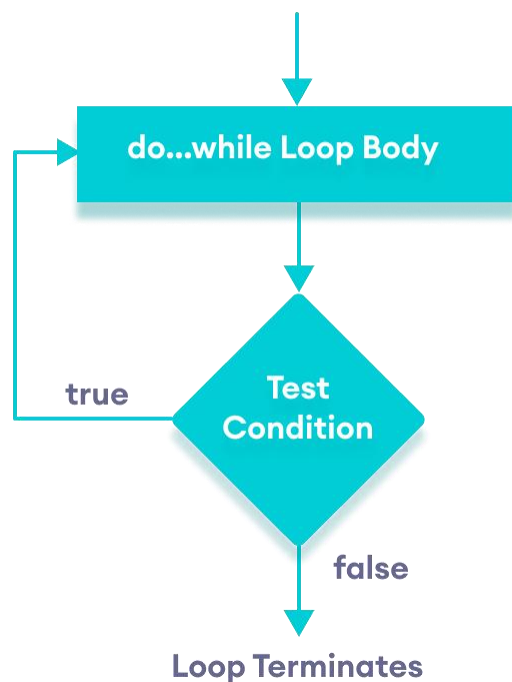 do...while Loop Body
Test
Condition
true
false
Loop Terminates